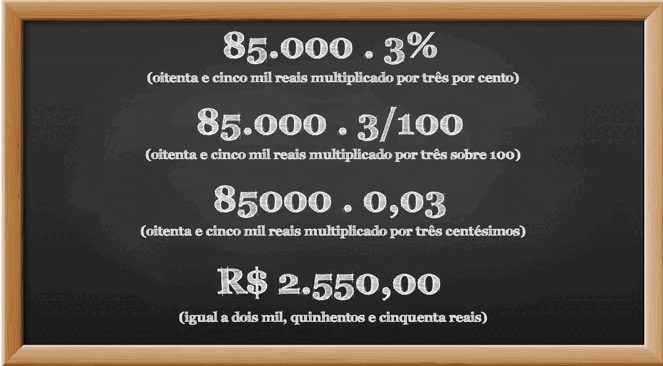 85.000 . 3%
(oitenta e cinco mil reais multiplicado por três por cento)
85.000 . 3/100
(oitenta e cinco mil reais multiplicado por três sobre 100)
85000 . 0,03
(oitenta e cinco mil reais multiplicado por três centésimos)
R$ 2.550,00
(igual a dois mil, quinhentos e cinquenta reais)